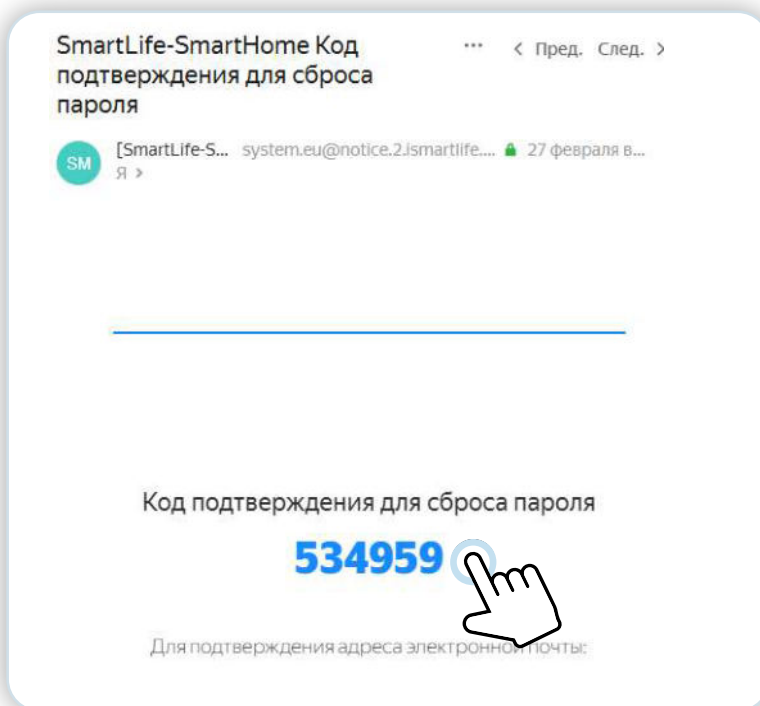 SmartLife-SmartHome Код
подтверждения для сброса
пароля
... < Пред. След. >
SM
[SmartLife-S... system.eu@notice.2.ismartlife.... 27 февраля в...
Я >
Код подтверждения для сброса пароля
534959
Для подтверждения адреса электронной почты: